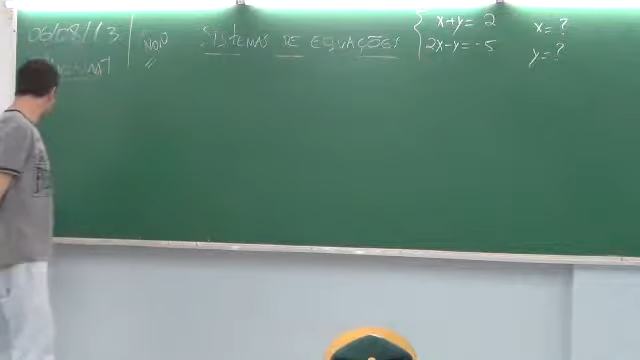 06/08/13
SISTEMAS DE EQUAÇÕES
x+y = 2
2x-y = -5
x = ?
y = ?